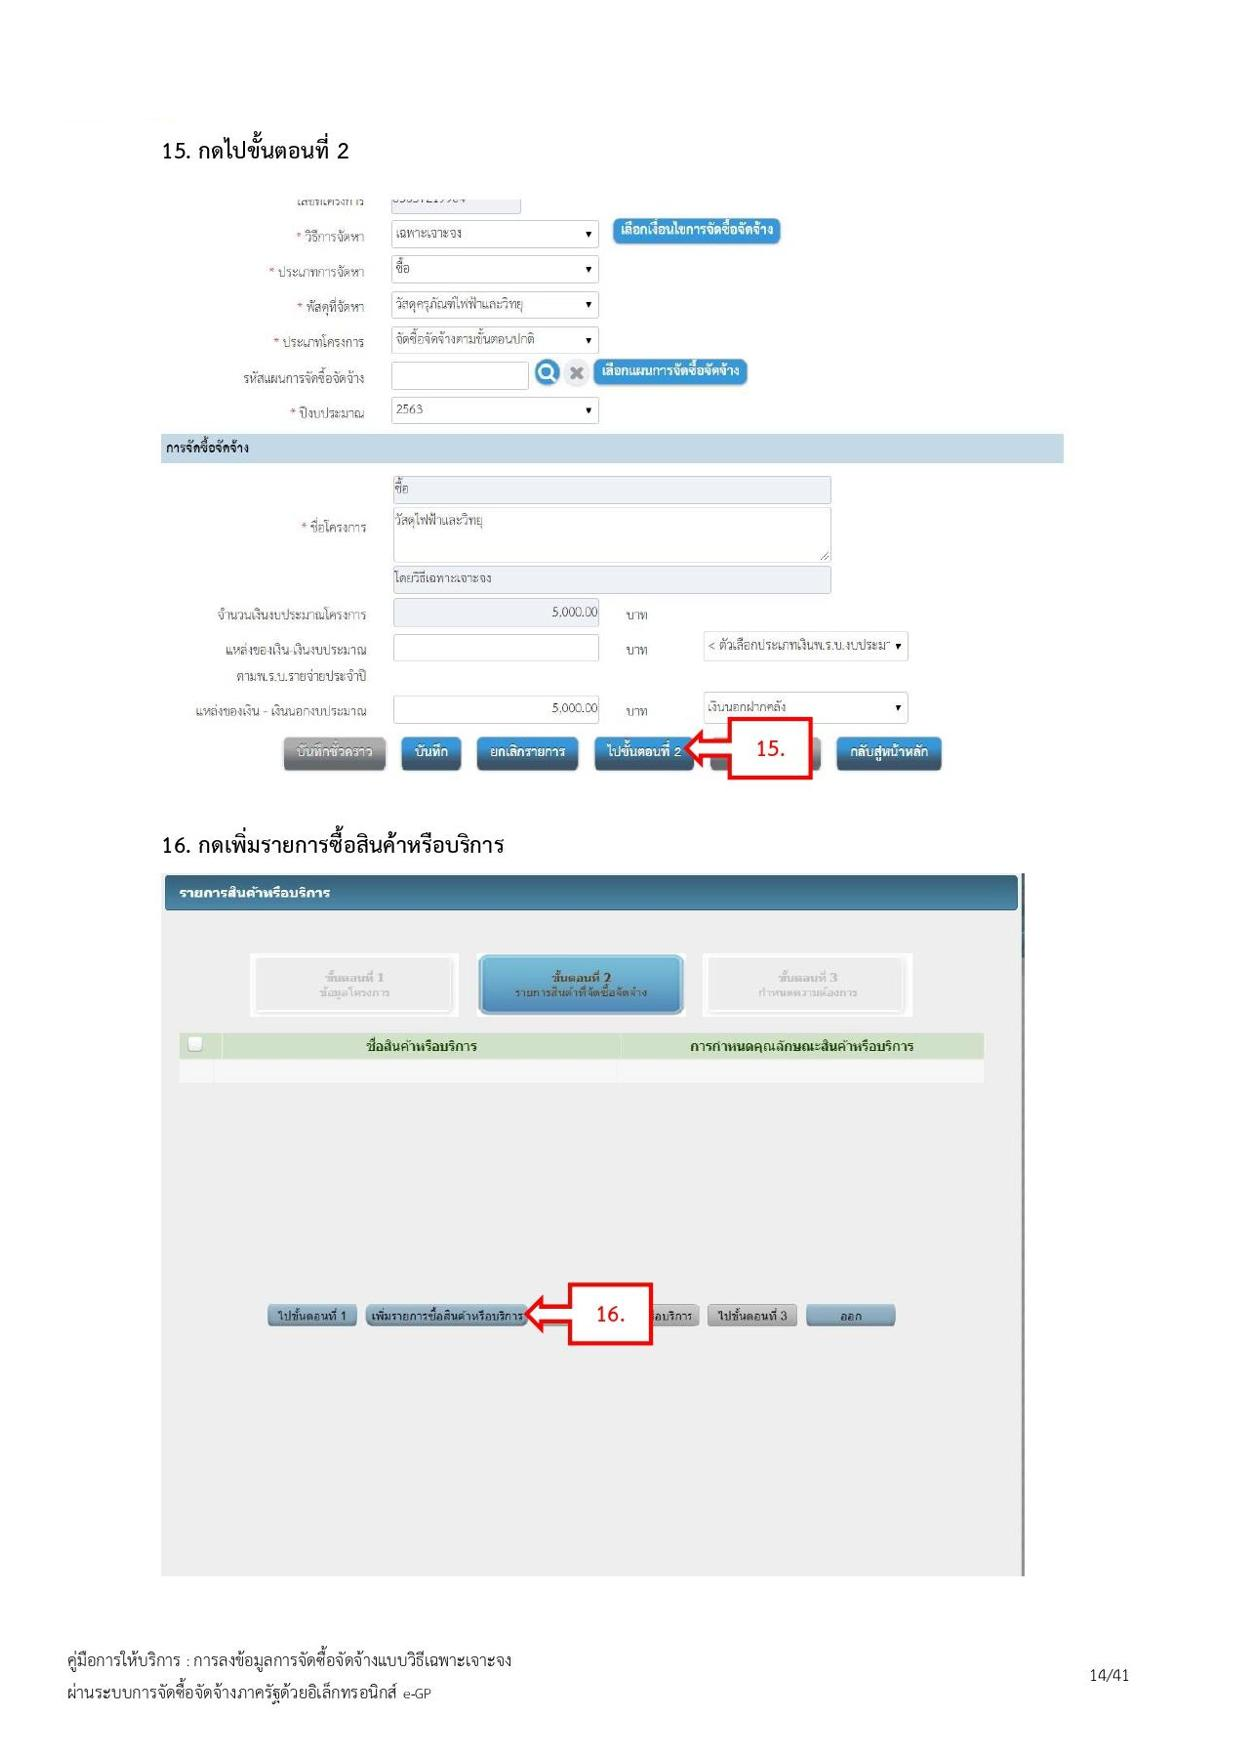 15. กดไปขั้นตอนที่ 2
เลขที่โครงการ
* วิธีการจัดหา เฉพาะเจาะจง เลือกเงื่อนไขการจัดซื้อจัดจ้าง
* ประเภทการจัดหา ซื้อ
* พัสดุที่จัดหา วัสดุครุภัณฑ์ไฟฟ้าและวิทยุ
* ประเภทโครงการ จัดซื้อจัดจ้างตามขั้นตอนปกติ
รหัสแผนการจัดซื้อจัดจ้าง เลือกแผนการจัดซื้อจัดจ้าง
* ปีงบประมาณ 2563
การจัดซื้อจัดจ้าง
ซื้อ
* ชื่อโครงการ วัสดุไฟฟ้าและวิทยุ
โดยวิธีเฉพาะเจาะจง
จำนวนเงินงบประมาณโครงการ 5,000.00 บาท
แหล่งของเงิน-เงินงบประมาณ บาท < ตัวเลือกประเภทเงินพ.ร.บ.งบประมา
ตามพ.ร.บ.รายจ่ายประจำปี
แหล่งของเงิน - เงินนอกงบประมาณ 5,000.00 บาท เงินนอกฝากคลัง
บันทึกชั่วคราว บันทึก ยกเลิกรายการ ไปขั้นตอนที่ 2 15. กลับสู่หน้าหลัก
16. กดเพิ่มรายการซื้อสินค้าหรือบริการ
รายการสินค้าหรือบริการ
ขั้นตอนที่ 1 ขั้นตอนที่ 2 ขั้นตอนที่ 3
ข้อมูลโครงการ รายการสินค้าที่จัดซื้อจัดจ้าง กำหนดความต้องการ
ชื่อสินค้าหรือบริการ การกำหนดคุณลักษณะสินค้าหรือบริการ
ไปขั้นตอนที่ 1 เพิ่มรายการซื้อสินค้าหรือบริการ 16. อบริการ ไปขั้นตอนที่ 3 ออก
คู่มือการให้บริการ : การลงข้อมูลการจัดซื้อจัดจ้างแบบวิธีเฉพาะเจาะจง
14/41
ผ่านระบบการจัดซื้อจัดจ้างภาครัฐด้วยอิเล็กทรอนิกส์ e-GP